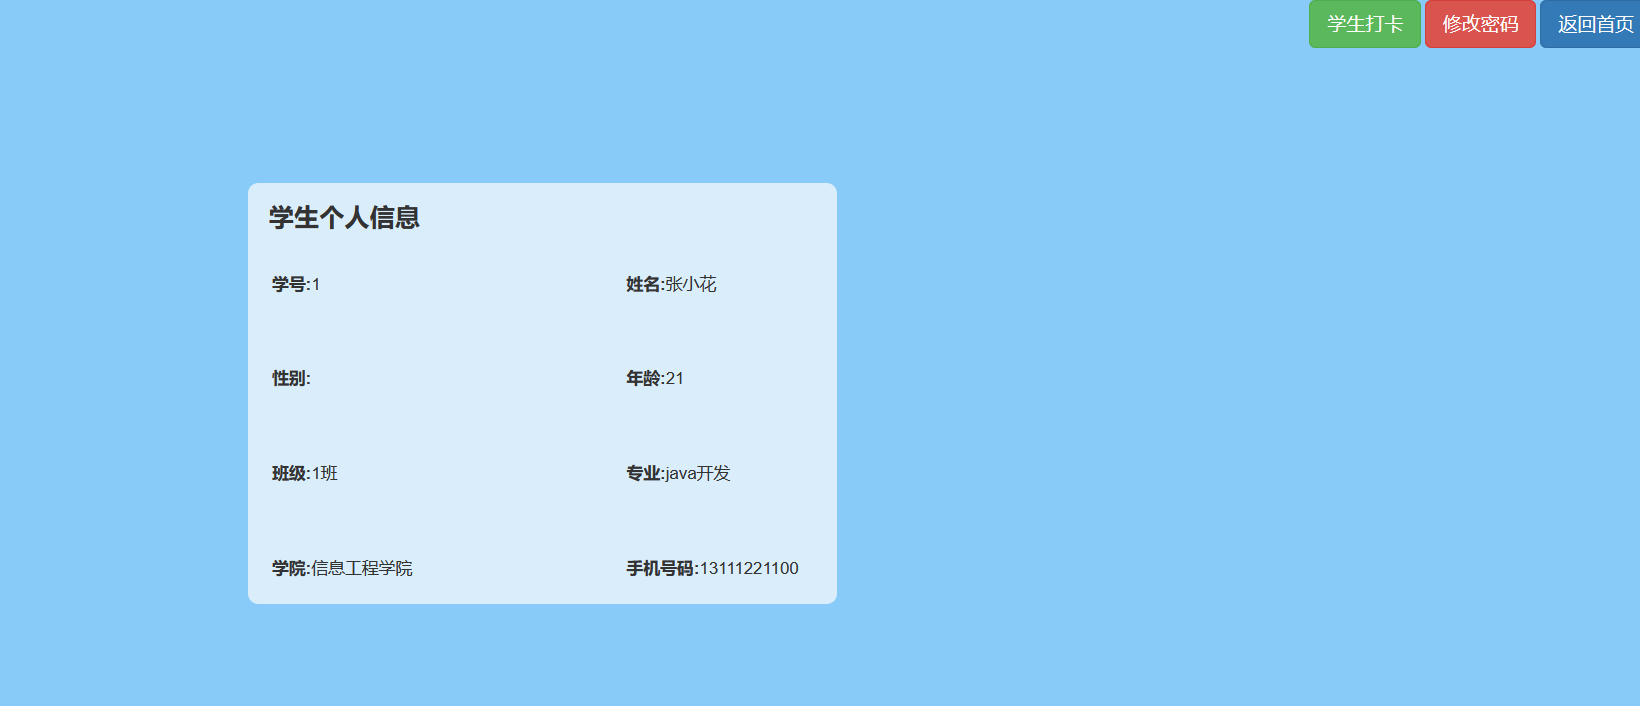 学生打卡 修改密码 返回首页
学生个人信息
学号:1 姓名:张小花
性别: 年龄:21
班级:1班 专业:java开发
学院:信息工程学院 手机号码:13111221100